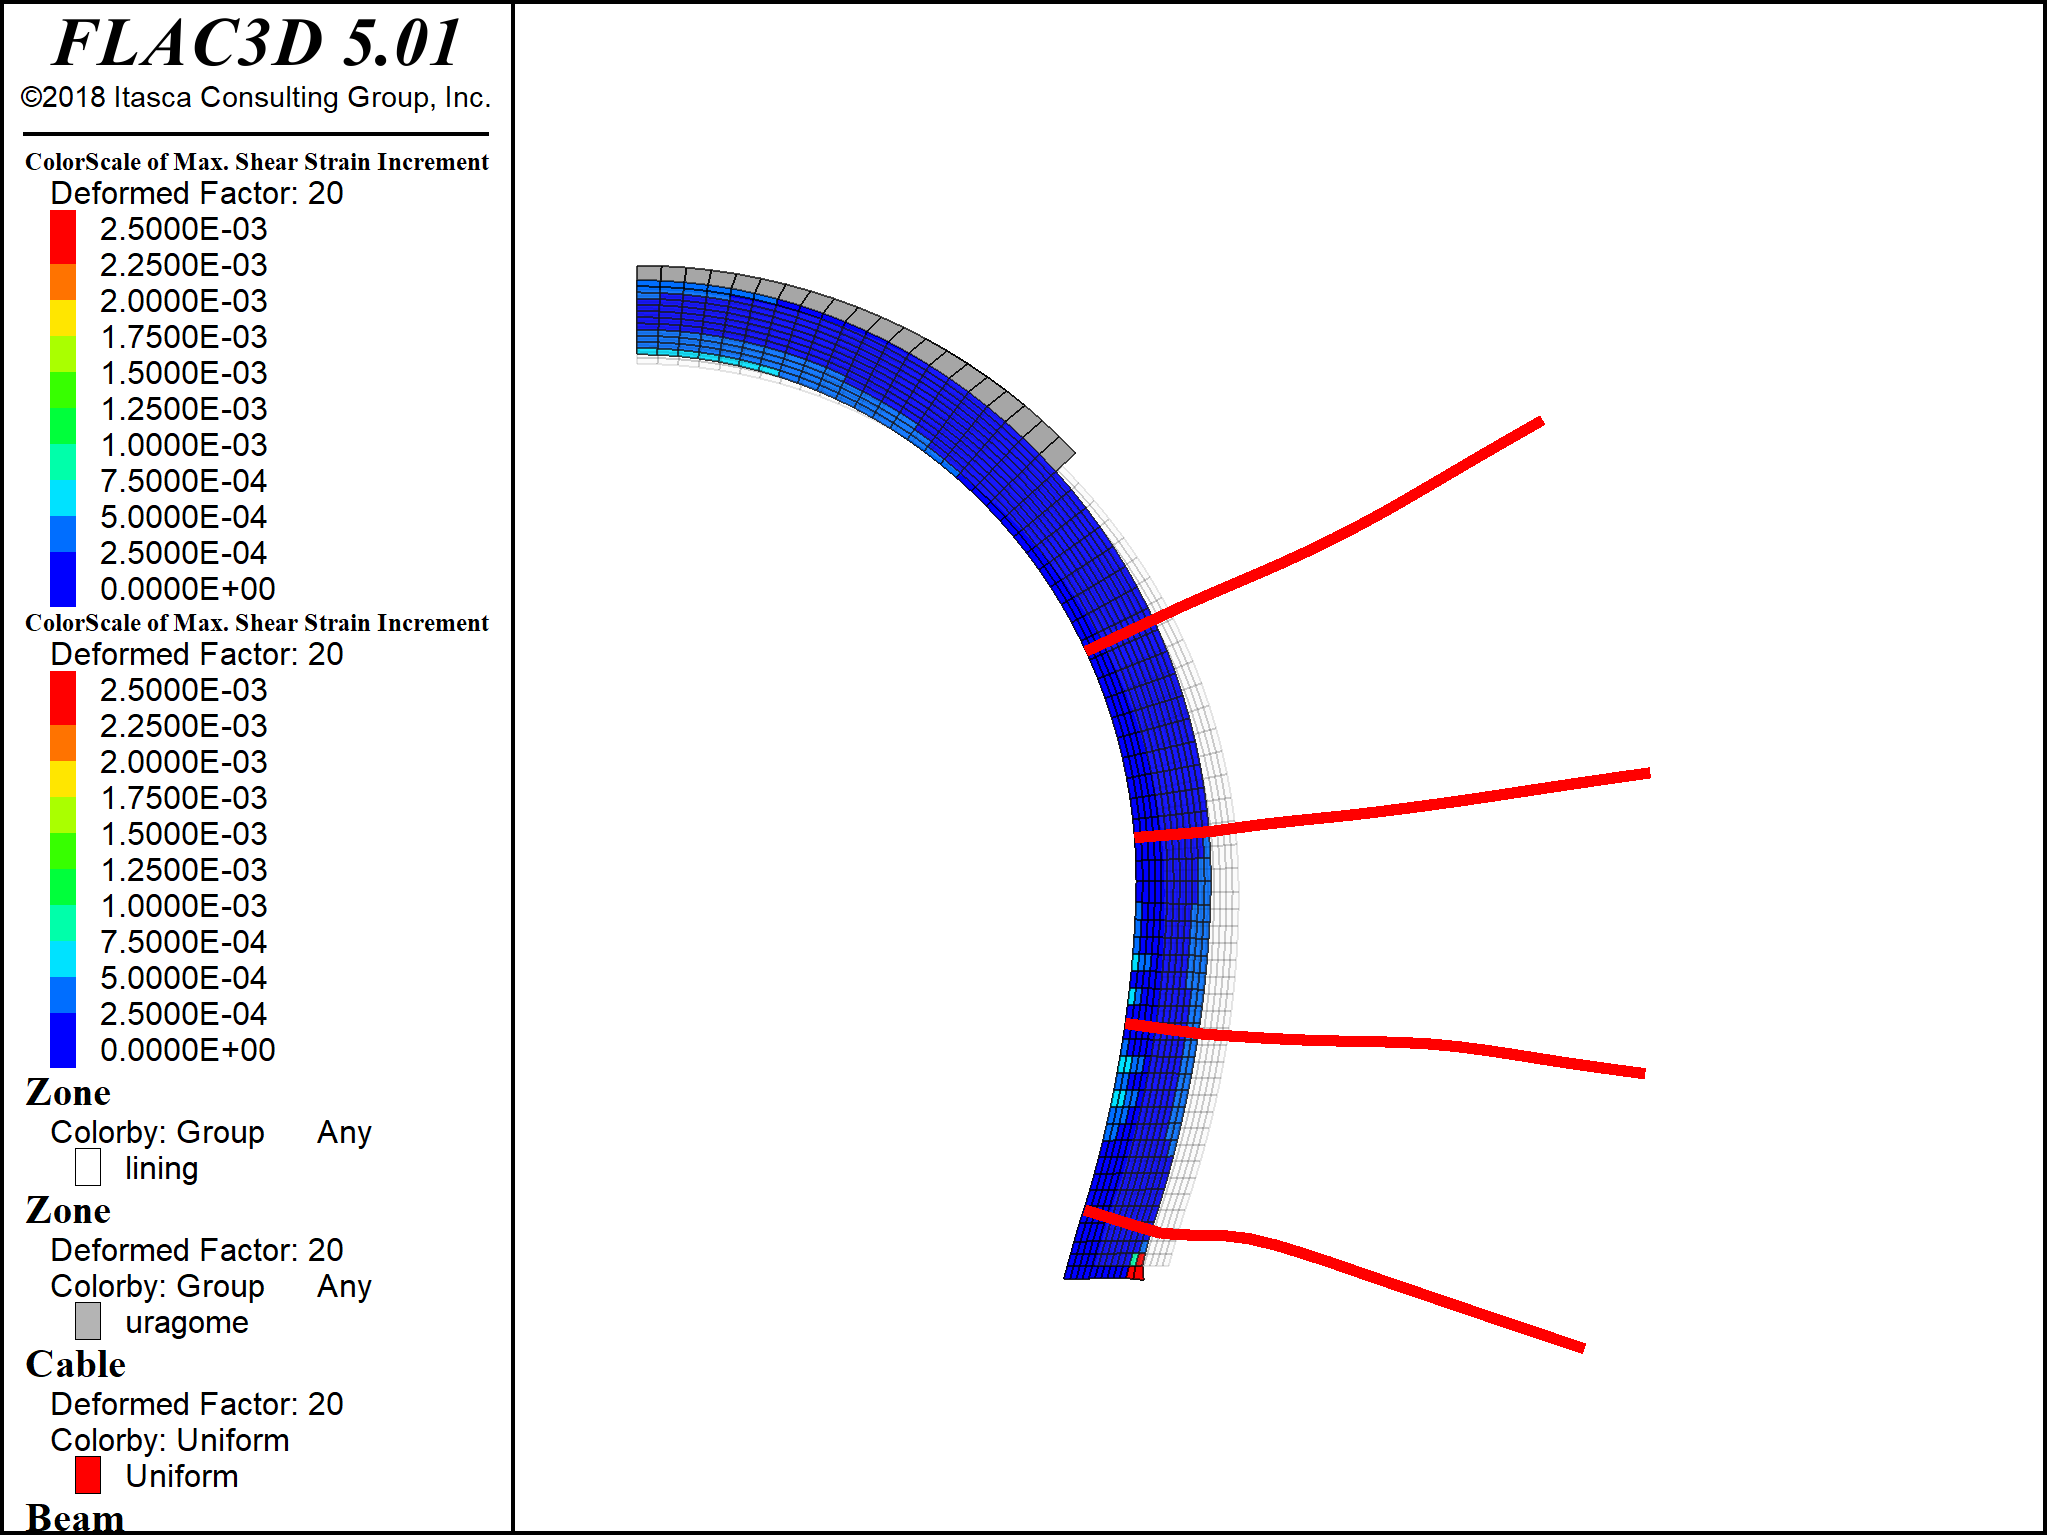 FLAC3D 5.01
©2018 Itasca Consulting Group, Inc.
ColorScale of Max. Shear Strain Increment
Deformed Factor: 20
2.5000E-03
2.2500E-03
2.0000E-03
1.7500E-03
1.5000E-03
1.2500E-03
1.0000E-03
7.5000E-04
5.0000E-04
2.5000E-04
0.0000E+00
ColorScale of Max. Shear Strain Increment
Deformed Factor: 20
2.5000E-03
2.2500E-03
2.0000E-03
1.7500E-03
1.5000E-03
1.2500E-03
1.0000E-03
7.5000E-04
5.0000E-04
2.5000E-04
0.0000E+00
Zone
Colorby: Group Any
lining
Zone
Deformed Factor: 20
Colorby: Group Any
uragome
Cable
Deformed Factor: 20
Colorby: Uniform
Uniform
Beam